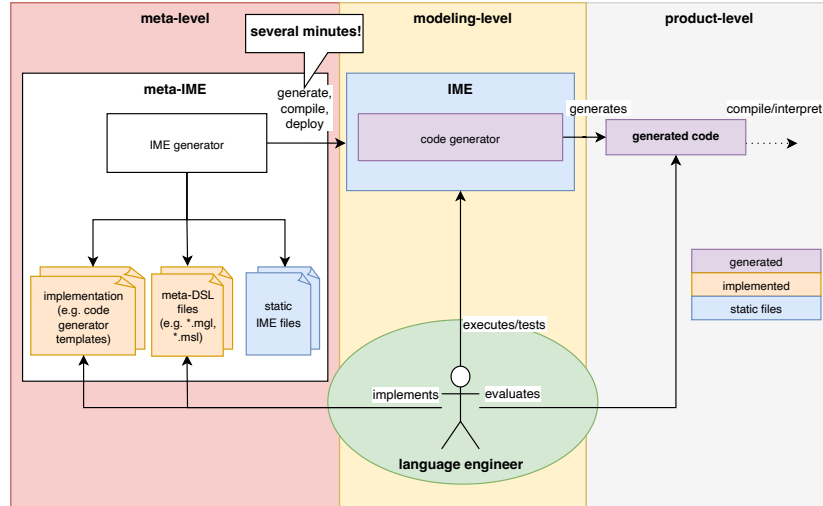 meta-level
modeling-level
product-level
several minutes!
meta-IME
IME
generate,
compile,
deploy
generates
compile/interpret
IME generator
code generator
generated code
implementation
(e.g. code
generator
templates)
meta-DSL
files
(e.g. *.mgl,
*.msl)
static
IME files
generated
implemented
static files
executes/tests
implements
evaluates
language engineer